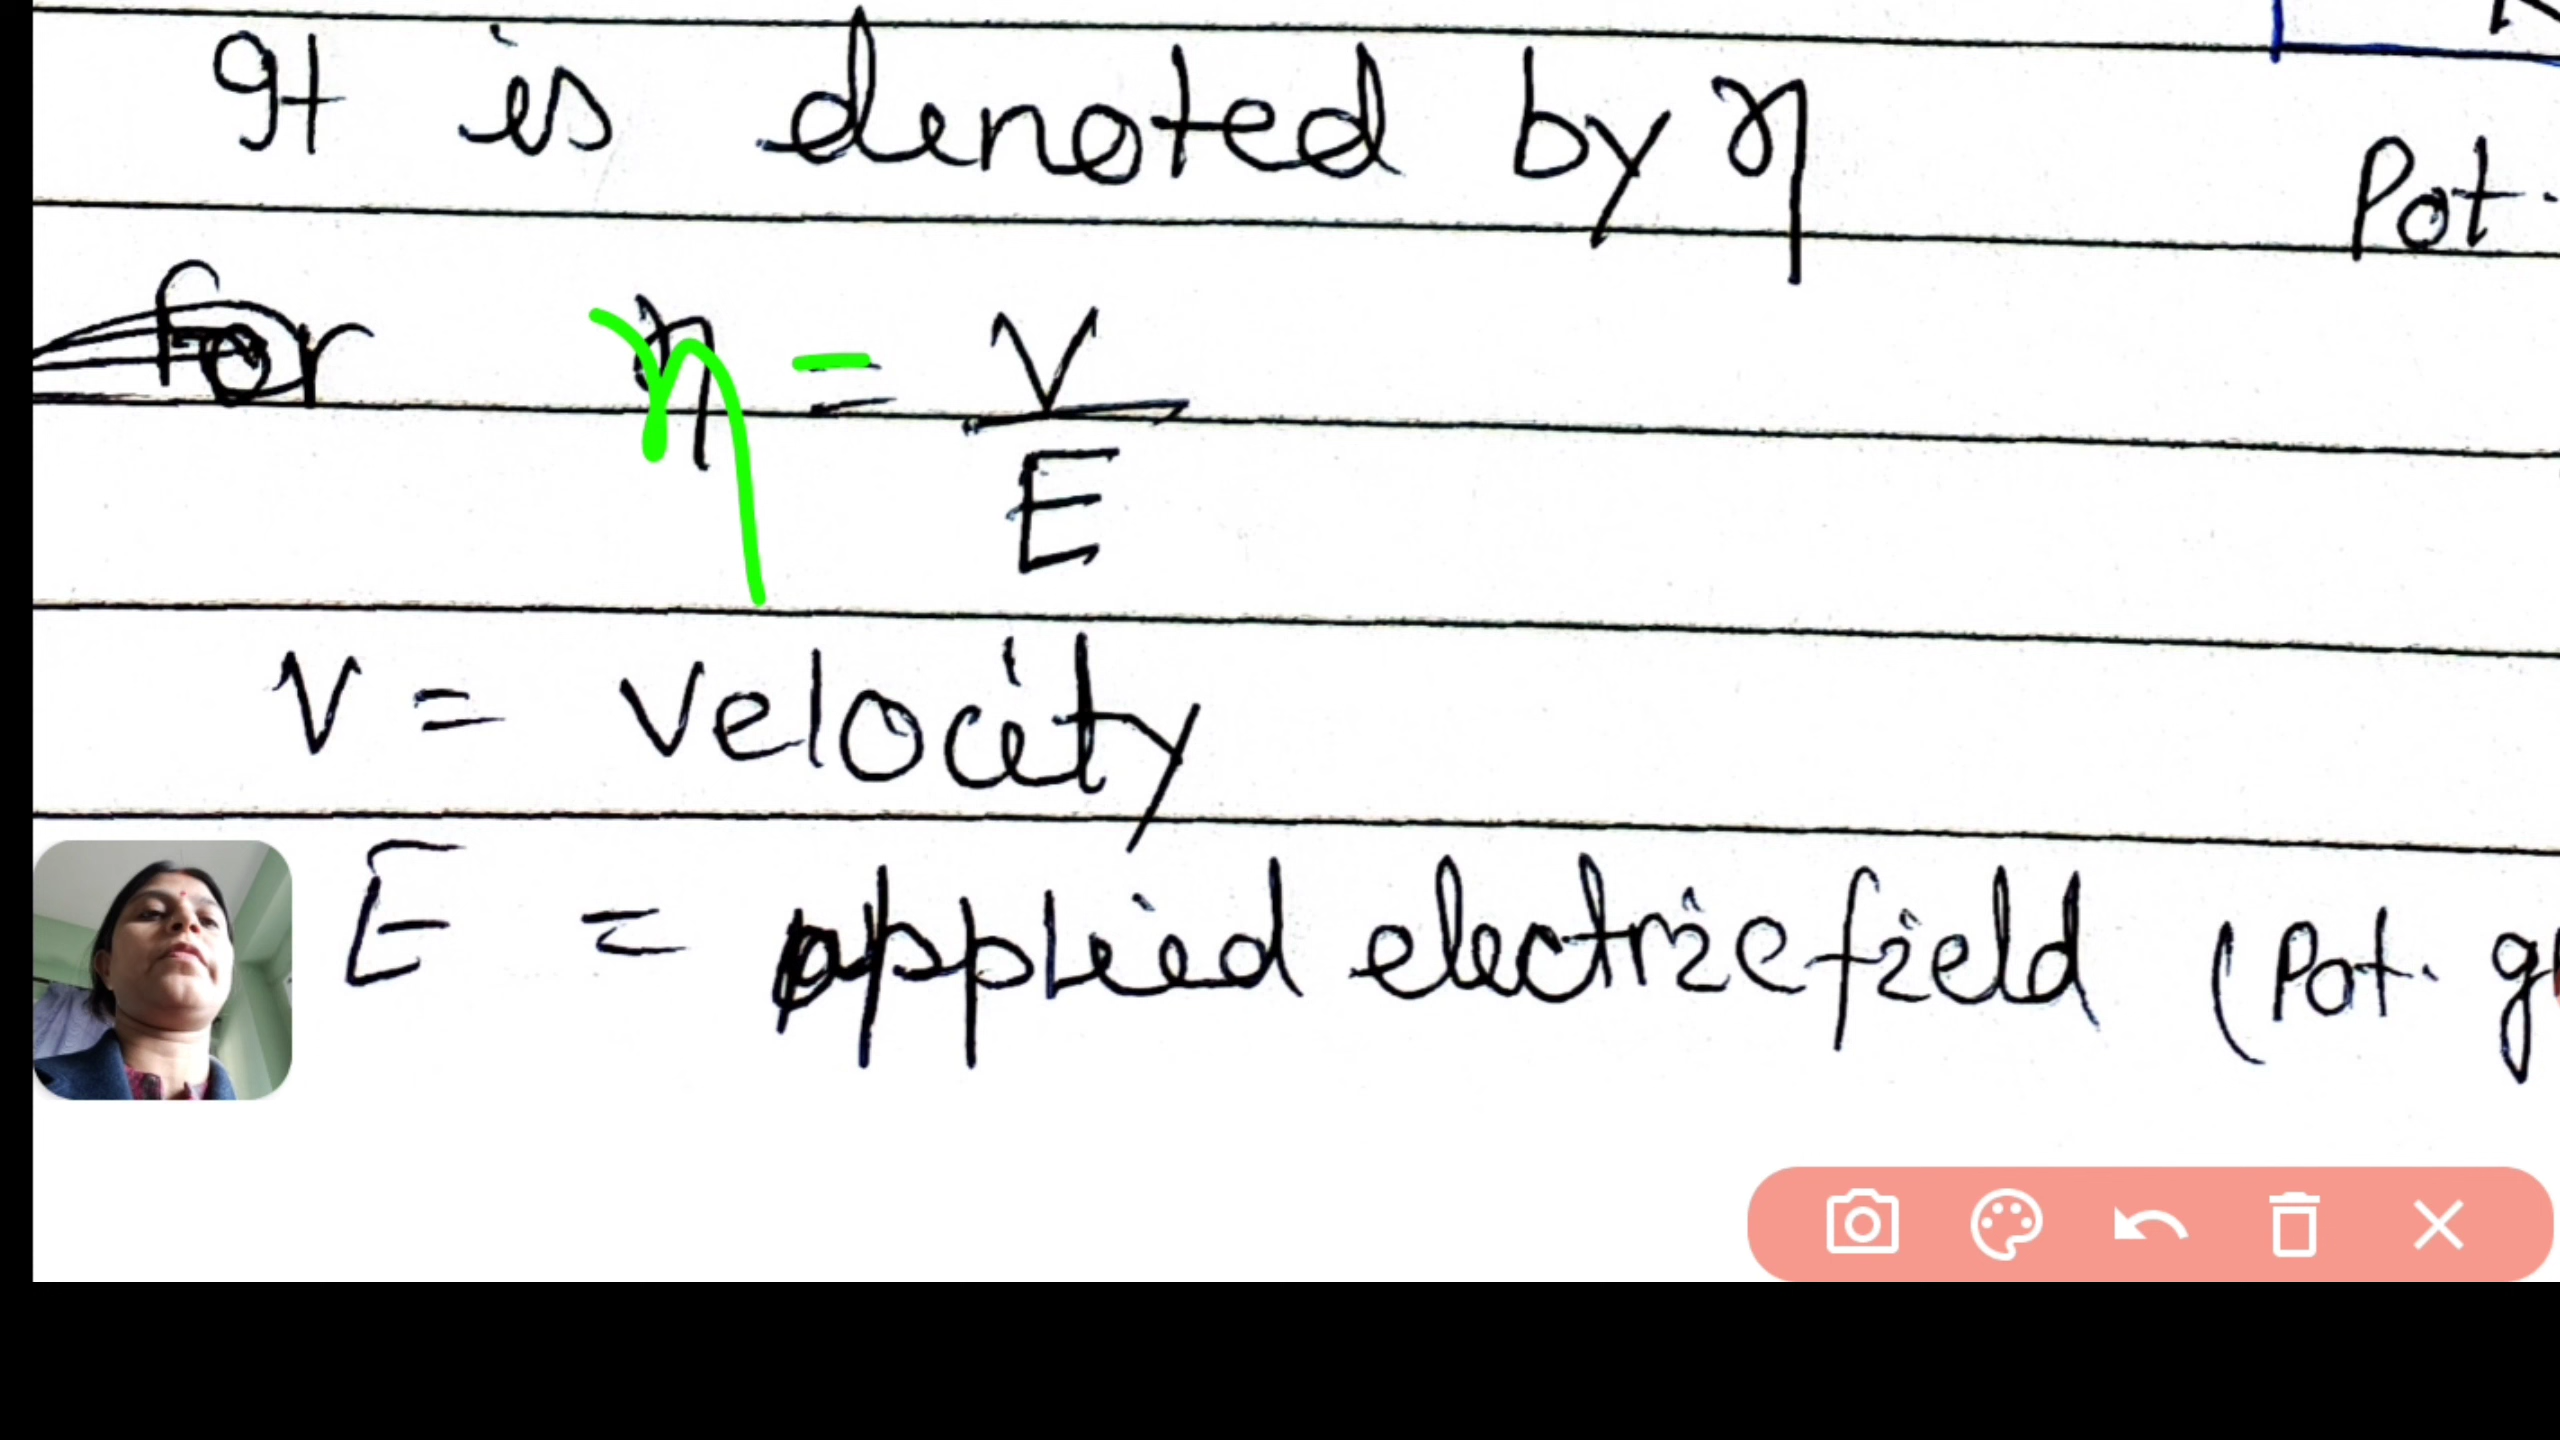 It is denoted by η
Pot.
for η = V
E
V = Velocity
E = applied electric field (Pot.